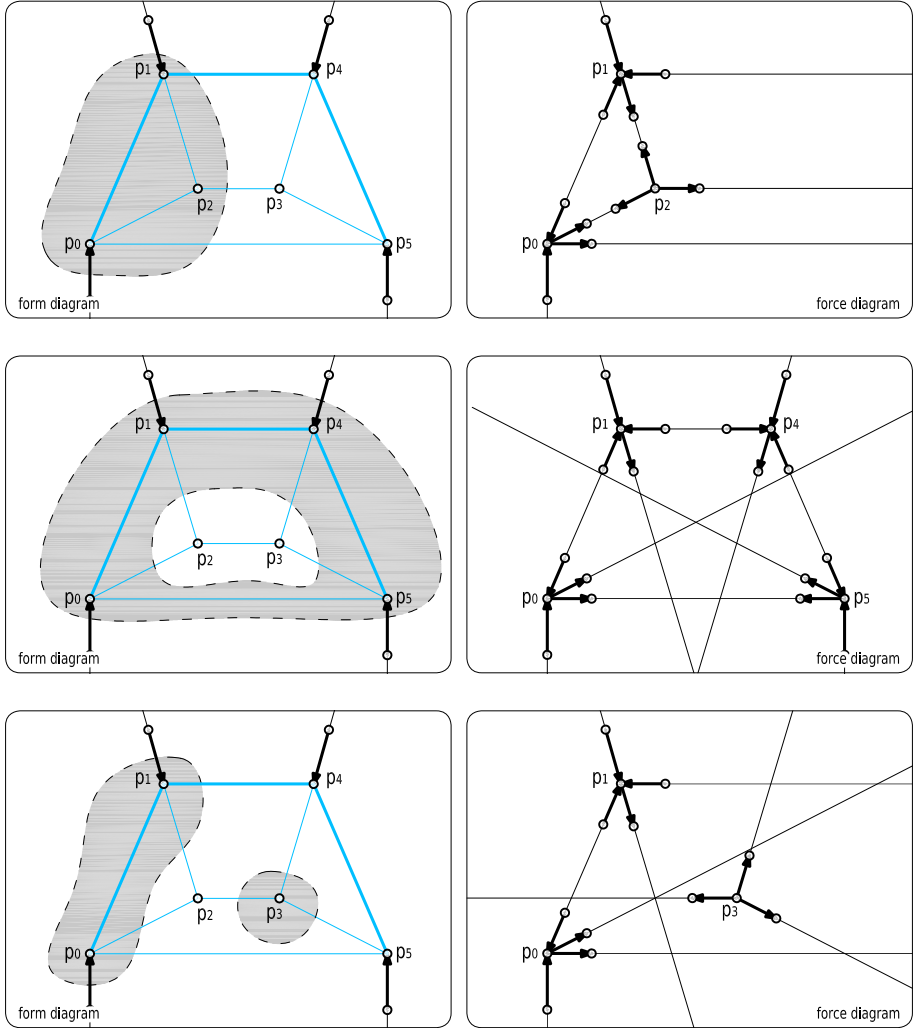 p1 p4
p2 p3
p0 p5
form diagram
p1
p2
p0
force diagram
p1 p4
p2 p3
p0 p5
form diagram
p1 p4
p0 p5
force diagram
p1 p4
p2 p3
p0 p5
form diagram
p1
p3
p0
force diagram